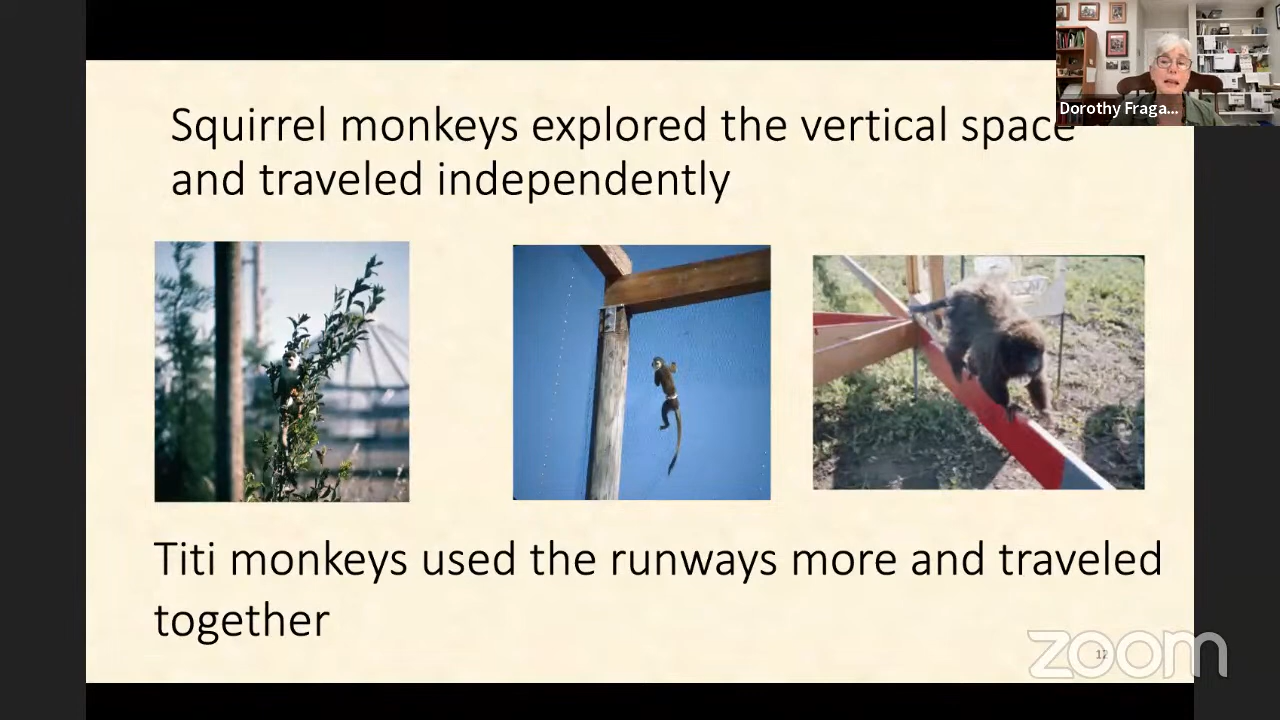 Squirrel monkeys explored the vertical space
and traveled independently
Dorothy Fraga...
Titi monkeys used the runways more and traveled
together
12
zoom